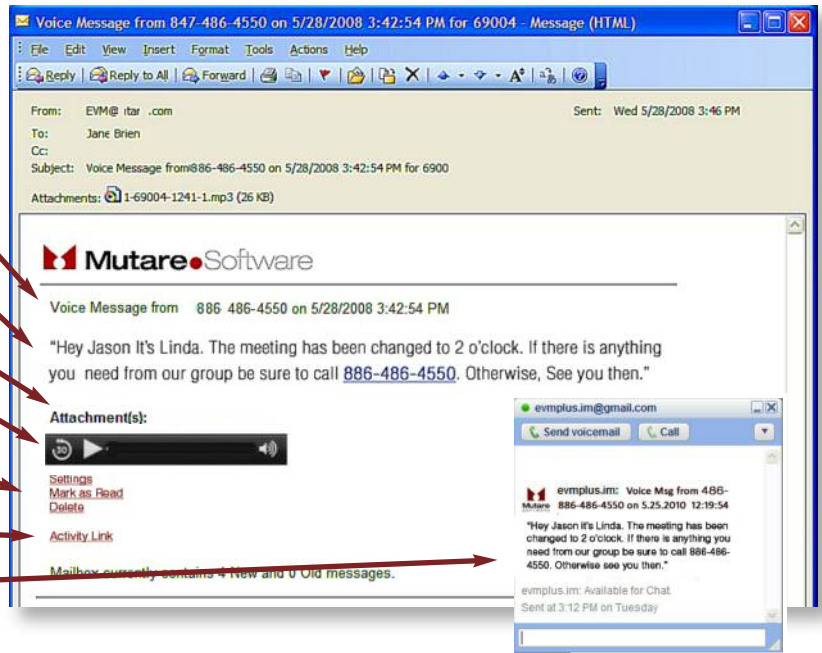 Voice Message from 847-486-4550 on 5/28/2008 3:42:54 PM for 69004 - Message (HTML)
File Edit View Insert Format Tools Actions Help
Reply Reply to All Forward
From: EVM@ .com Sent: Wed 5/28/2008 3:46 PM
To: Jane Brien
Cc:
Subject: Voice Message from886-486-4550 on 5/28/2008 3:42:54 PM for 6900
Attachments: 1-69004-1241-1.mp3 (26 KB)
Mutare•Software
Voice Message from 886 486-4550 on 5/28/2008 3:42:54 PM
"Hey Jason It's Linda. The meeting has been changed to 2 o'clock. If there is anything
you need from our group be sure to call 886-486-4550. Otherwise, See you then."
Attachment(s):
30
Settings
Mark as Read
Delete
Activity Link
Mailbox currently contains 4 New and 0 Old messages.
evmplus.im@gmail.com
Send voicemail Call
evmplus.im: Voice Msg from 486-
Mutare 886-486-4550 on 5.25.2010 12:19:54
"Hey Jason It's Linda. The meeting has been
changed to 2 o'clock. If there is anything you
need from our group be sure to call 886-486-
4550. Otherwise see you then."
evmplus.im: Available for Chat
Sent at 3:12 PM on Tuesday